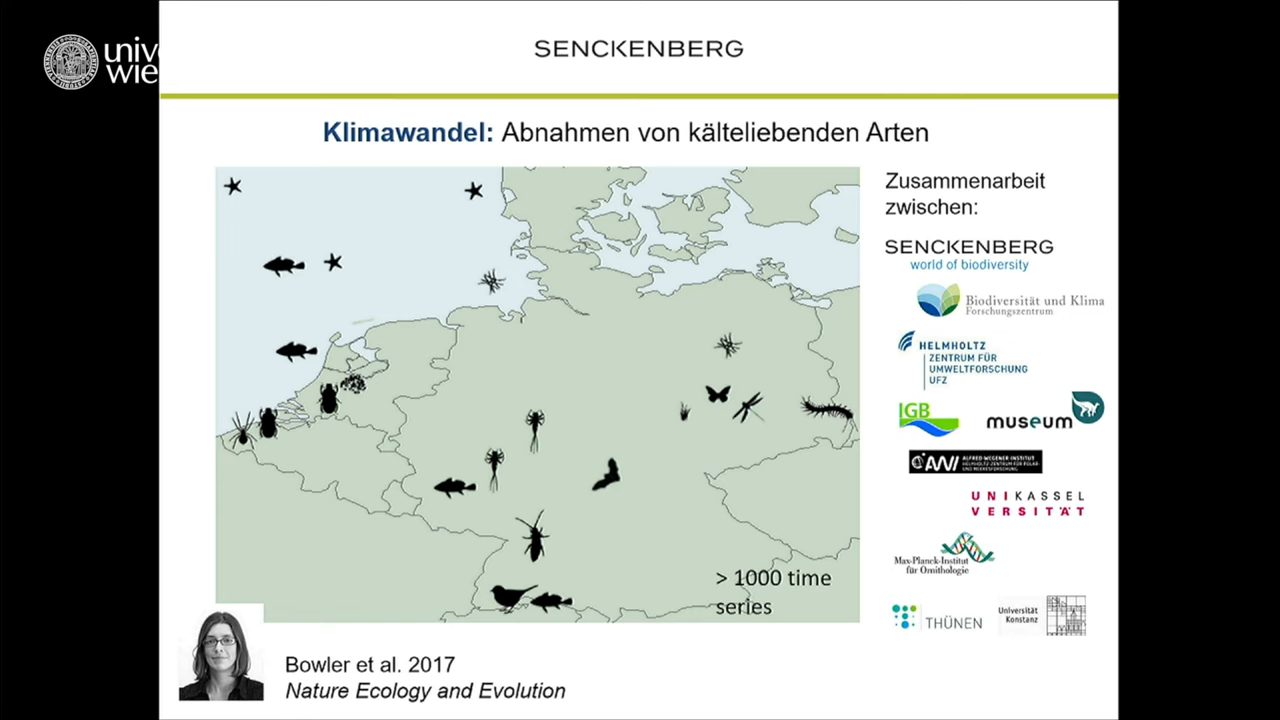 univ
wie
SENCKENBERG
Klimawandel: Abnahmen von kälteliebenden Arten
Zusammenarbeit
zwischen:
SENCKENBERG
world of biodiversity
Biodiversität und Klima
Forschungszentrum
HELMHOLTZ
ZENTRUM FÜR
UMWELTFORSCHUNG
UFZ
IGB
museum
AWI
ALFRED-WEGENER-INSTITUT
HELMHOLTZ-ZENTRUM FÜR POLAR-
UND MEERESFORSCHUNG
UNIKASSEL
VERSITÄT
Max-Planck-Institut
für Ornithologie
THÜNEN
Universität
Konstanz
> 1000 time
series
Bowler et al. 2017
Nature Ecology and Evolution